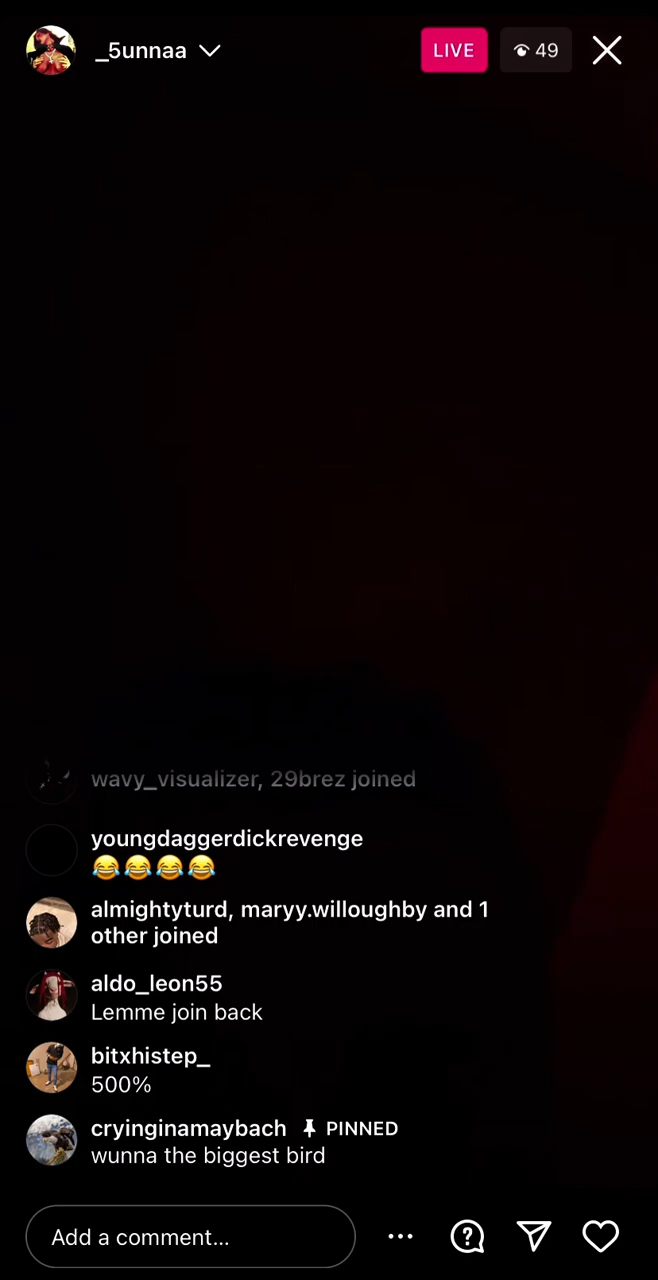 _5unnaa
LIVE
49
wavy_visualizer, 29brez joined
youngdaggerdickrevenge
😂😂😂😂
almightyturd, maryy.willoughby and 1
other joined
aldo_leon55
Lemme join back
bitxhistep_
500%
cryinginamaybach PINNED
wunna the biggest bird
Add a comment...